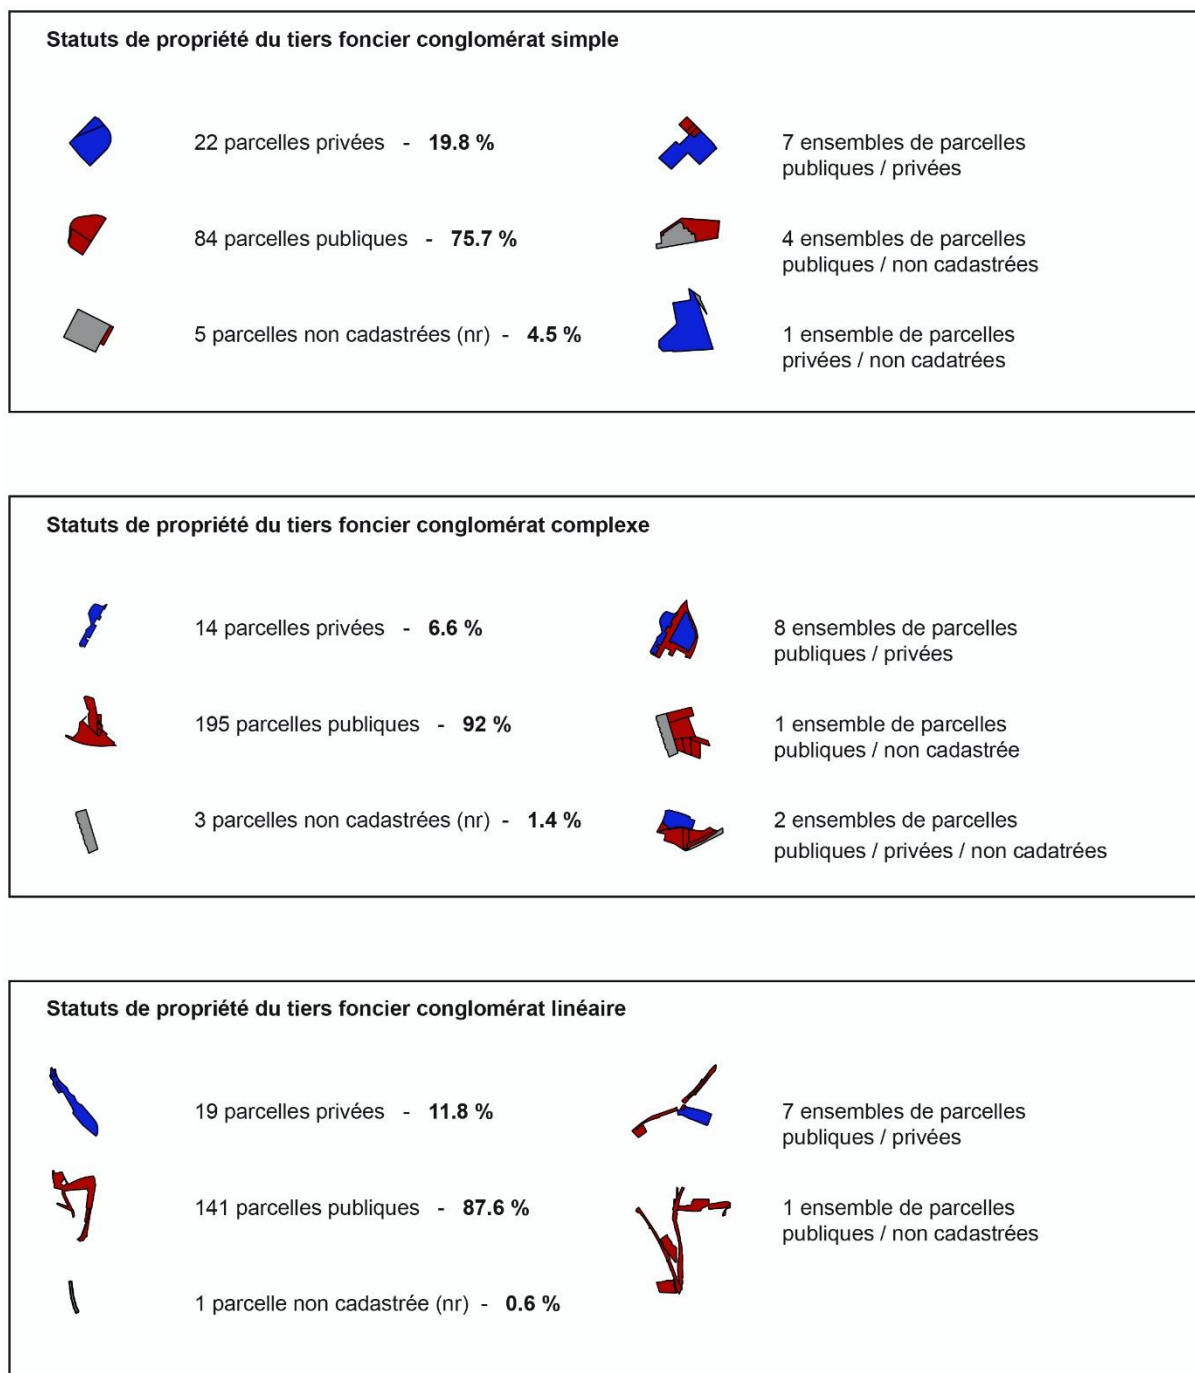 Statuts de propriété du tiers foncier conglomérat simple
22 parcelles privées - 19.8 %
7 ensembles de parcelles
publiques / privées
84 parcelles publiques - 75.7 %
4 ensembles de parcelles
publiques / non cadastrées
5 parcelles non cadastrées (nr) - 4.5 %
1 ensemble de parcelles
privées / non cadatrées
Statuts de propriété du tiers foncier conglomérat complexe
14 parcelles privées - 6.6 %
8 ensembles de parcelles
publiques / privées
195 parcelles publiques - 92 %
1 ensemble de parcelles
publiques / non cadastrée
3 parcelles non cadastrées (nr) - 1.4 %
2 ensembles de parcelles
publiques / privées / non cadatrées
Statuts de propriété du tiers foncier conglomérat linéaire
19 parcelles privées - 11.8 %
7 ensembles de parcelles
publiques / privées
141 parcelles publiques - 87.6 %
1 ensemble de parcelles
publiques / non cadastrées
1 parcelle non cadastrée (nr) - 0.6 %